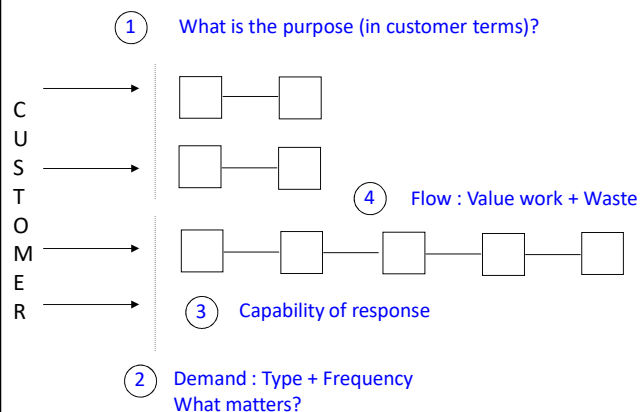 1 What is the purpose (in customer terms)?
CUSTOMER
4 Flow : Value work + Waste
3 Capability of response
2 Demand : Type + Frequency
What matters?